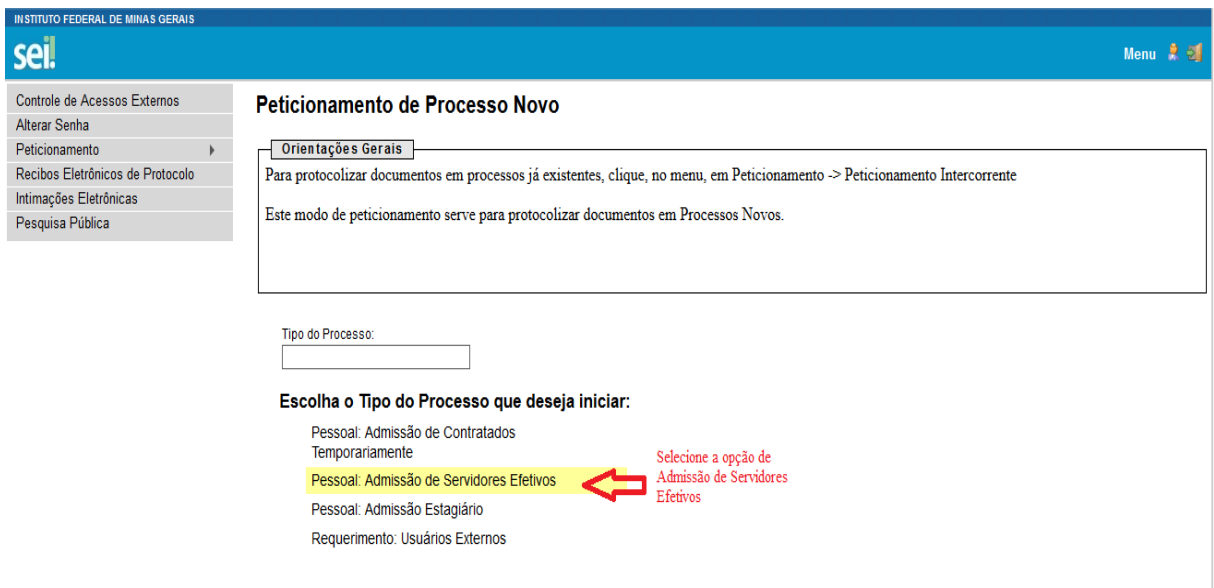 INSTITUTO FEDERAL DE MINAS GERAIS
sei!
Menu
Controle de Acessos Externos
Alterar Senha
Peticionamento
Recibos Eletrônicos de Protocolo
Intimações Eletrônicas
Pesquisa Pública
Peticionamento de Processo Novo
Orientações Gerais
Para protocolizar documentos em processos já existentes, clique, no menu, em Peticionamento -> Peticionamento Intercorrente
Este modo de peticionamento serve para protocolizar documentos em Processos Novos.
Tipo do Processo:
Escolha o Tipo do Processo que deseja iniciar:
Pessoal: Admissão de Contratados
Temporariamente
Pessoal: Admissão de Servidores Efetivos
Pessoal: Admissão Estagiário
Requerimento: Usuários Externos
Selecione a opção de
Admissão de Servidores
Efetivos